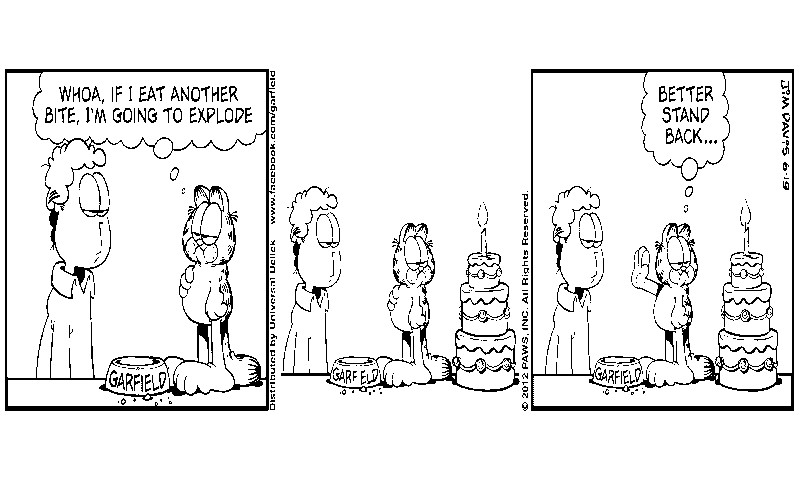 WHOA, IF I EAT ANOTHER
BITE, I'M GOING TO EXPLODE
GARFIELD
Distributed by Universal Uclick www.facebook.com/garfield
GARFIELD
© 2012 PAWS, INC. All Rights Reserved.
BETTER
STAND
BACK...
GARFIELD
JIM DAVIS 6-19